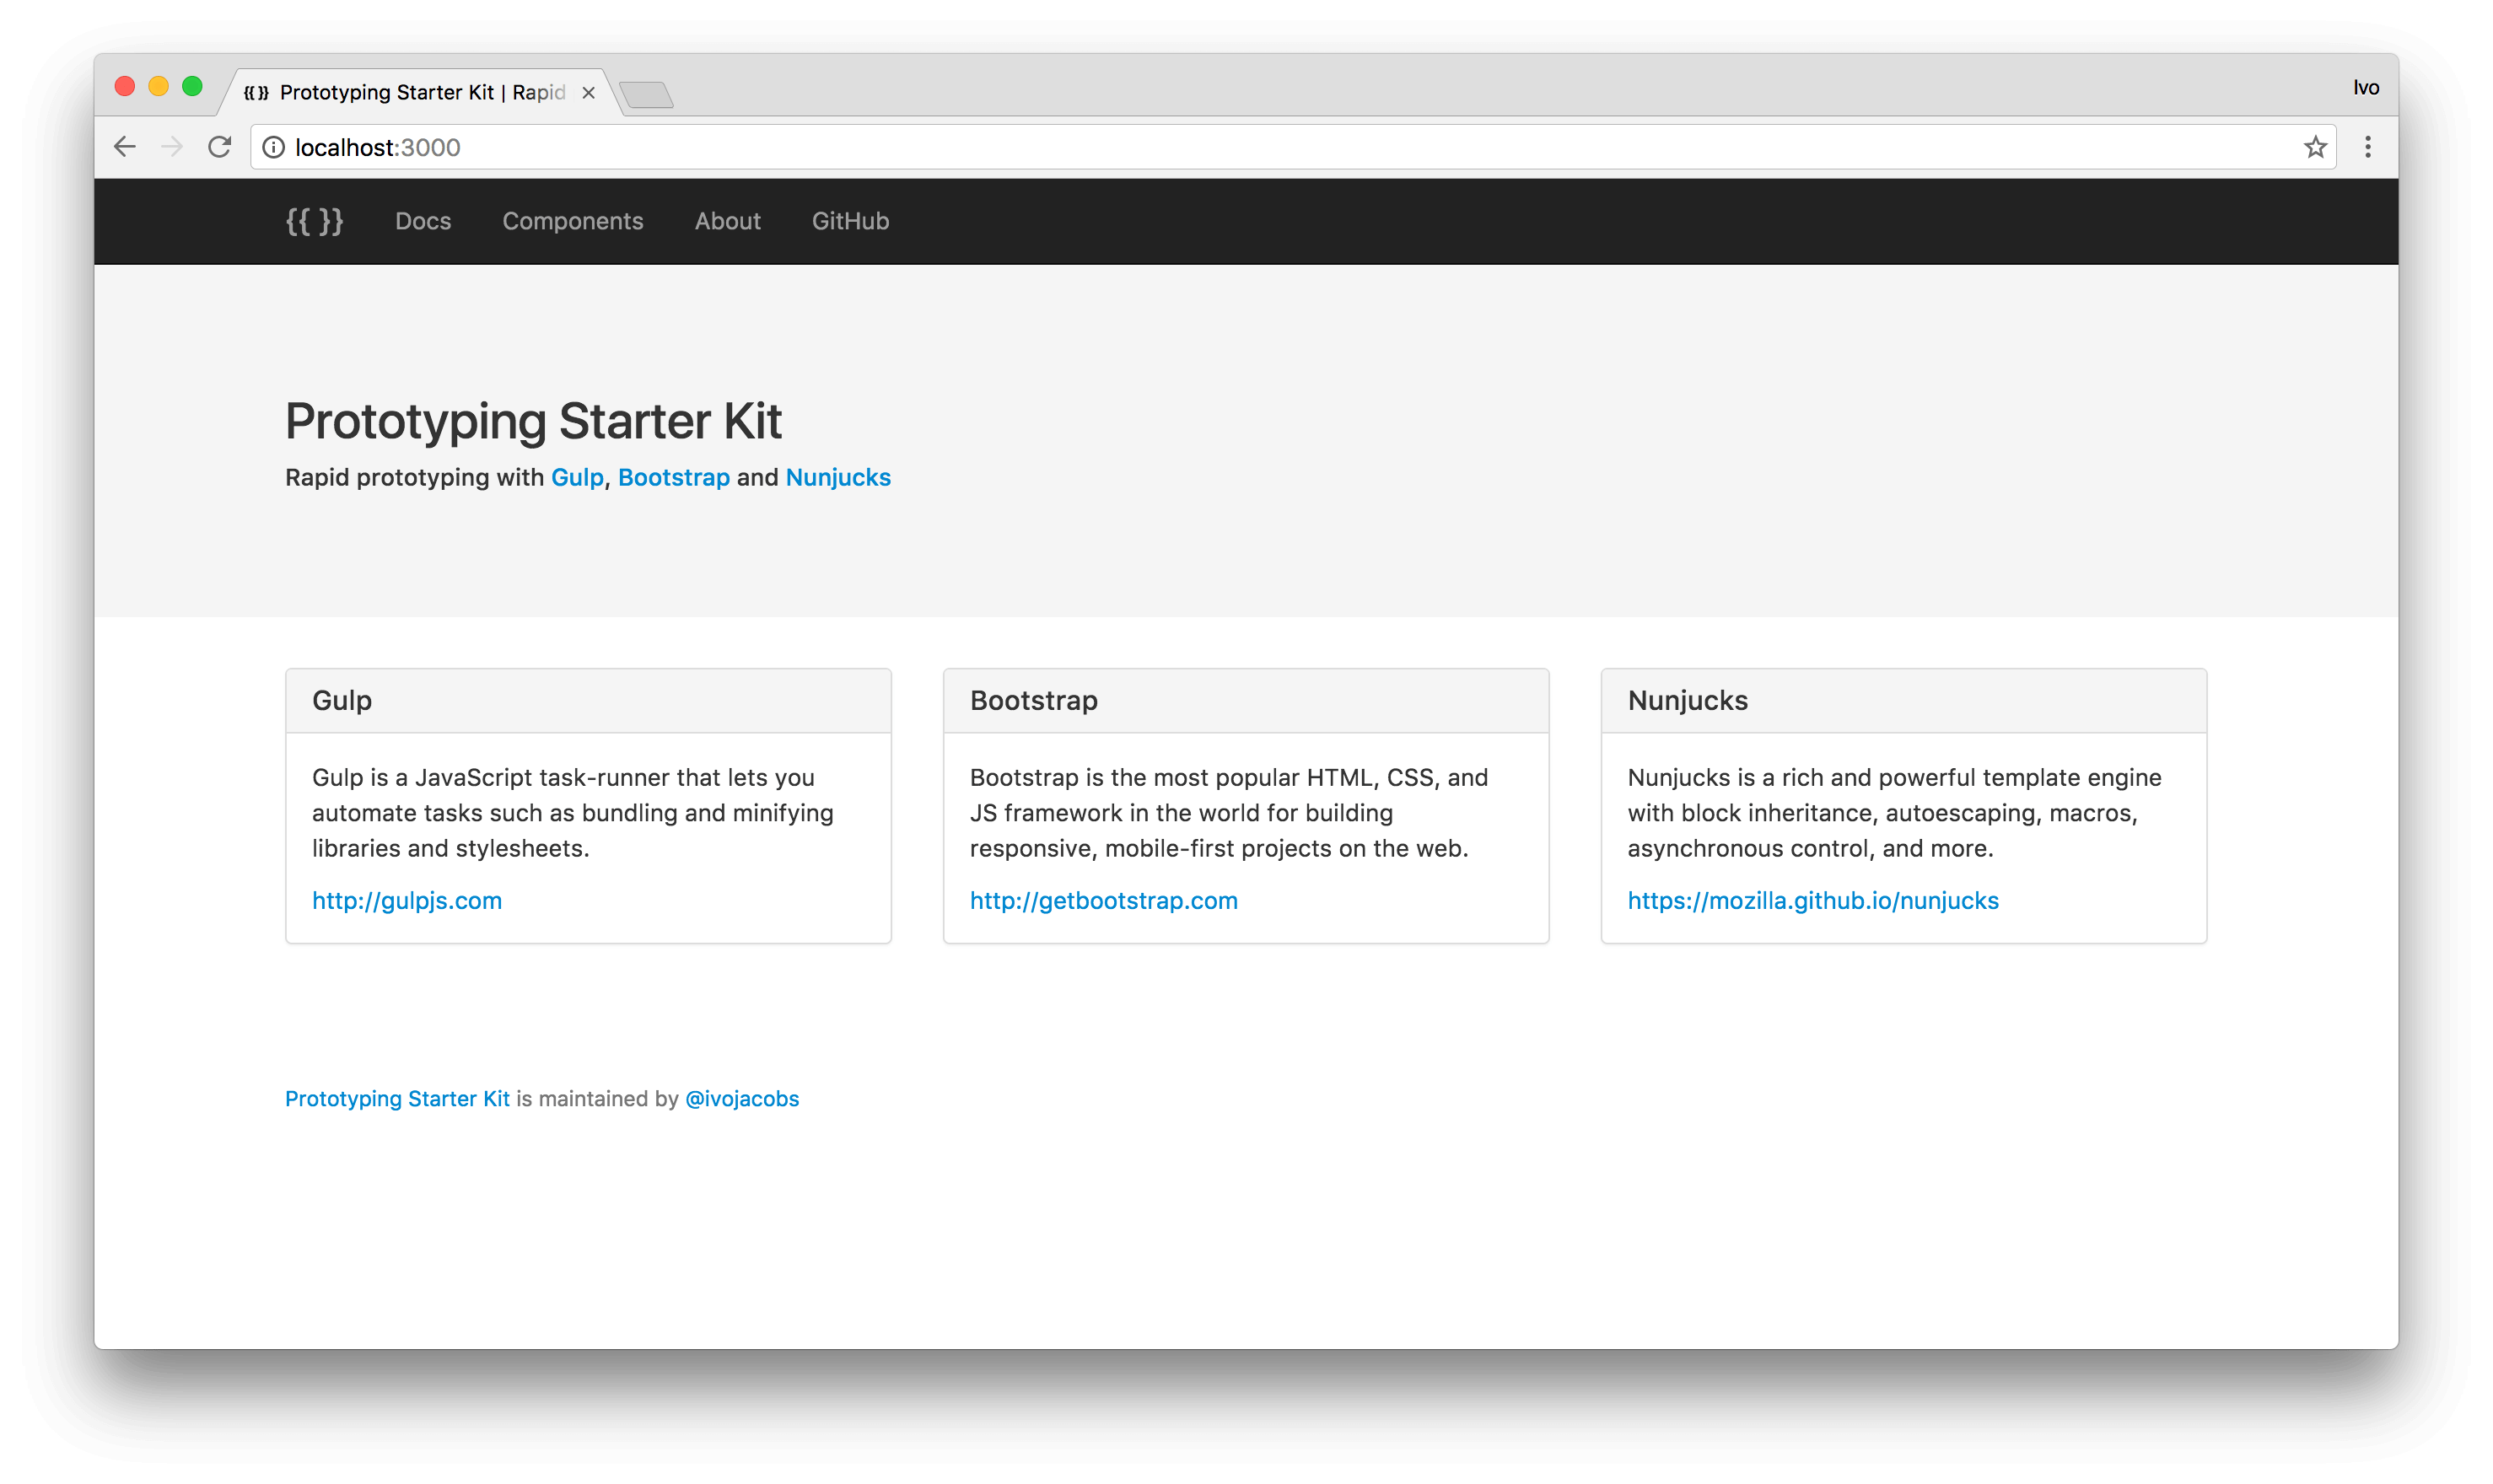 {{ }} Prototyping Starter Kit | Rapid
Ivo
localhost:3000
{{ }} Docs Components About GitHub
Prototyping Starter Kit
Rapid prototyping with Gulp, Bootstrap and Nunjucks
Gulp
Gulp is a JavaScript task-runner that lets you
automate tasks such as bundling and minifying
libraries and stylesheets.
http://gulpjs.com
Bootstrap
Bootstrap is the most popular HTML, CSS, and
JS framework in the world for building
responsive, mobile-first projects on the web.
http://getbootstrap.com
Nunjucks
Nunjucks is a rich and powerful template engine
with block inheritance, autoescaping, macros,
asynchronous control, and more.
https://mozilla.github.io/nunjucks
Prototyping Starter Kit is maintained by @ivojacobs